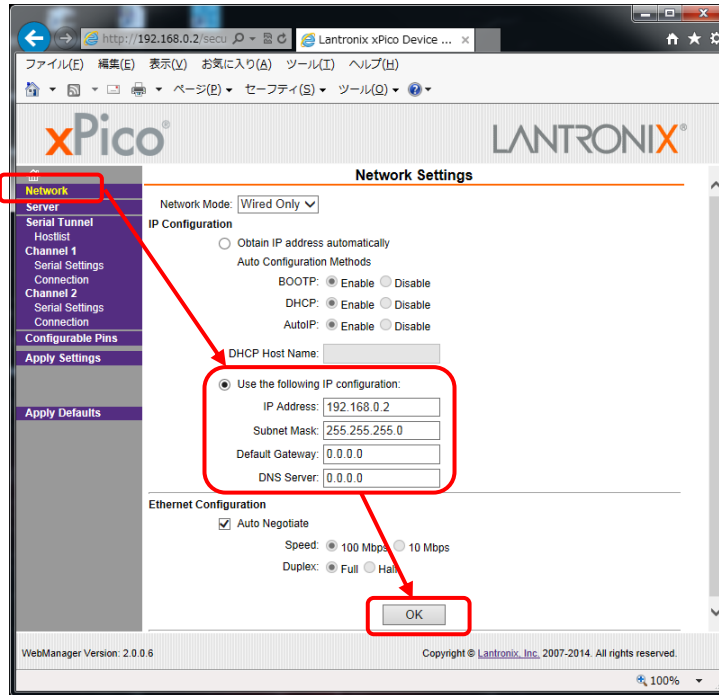 http://192.168.0.2/secu
Lantronix xPico Device ...
ファイル(F) 編集(E) 表示(V) お気に入り(A) ツール(T) ヘルプ(H)
ページ(P) セーフティ(S) ツール(O)
xPico®
LANTRONIX®
Network
Server
Serial Tunnel
Hostlist
Channel 1
Serial Settings
Connection
Channel 2
Serial Settings
Connection
Configurable Pins
Apply Settings
Apply Defaults
Network Settings
Network Mode: Wired Only
IP Configuration
Obtain IP address automatically
Auto Configuration Methods
BOOTP: Enable Disable
DHCP: Enable Disable
AutoIP: Enable Disable
DHCP Host Name:
Use the following IP configuration:
IP Address: 192.168.0.2
Subnet Mask: 255.255.255.0
Default Gateway: 0.0.0.0
DNS Server: 0.0.0.0
Ethernet Configuration
Auto Negotiate
Speed: 100 Mbps 10 Mbps
Duplex: Full Half
OK
WebManager Version: 2.0.0.6
Copyright © Lantronix, Inc. 2007-2014. All rights reserved.
100%